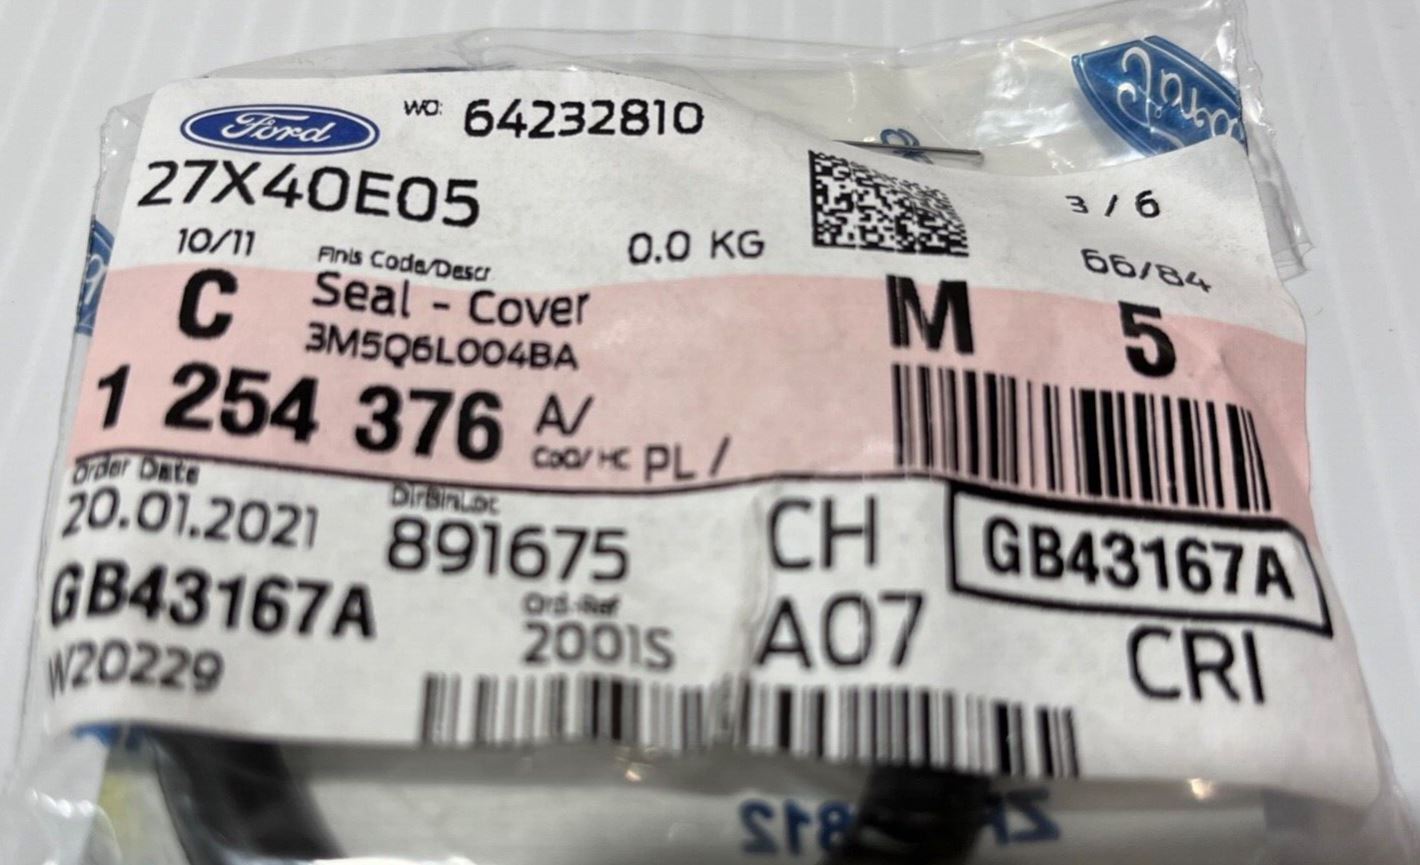 Ford WO: 64232810
27X40E05
3 / 6
10/11 Finis Code/Descr 0.0 KG 66/84
C Seal - Cover M 5
3M5Q6L004BA
1 254 376 A/
CoO/HC PL /
Order Date DirBinLoc
20.01.2021 891675 CH GB43167A
GB43167A Ord.-Ref A07 CRI
W20229 2001S